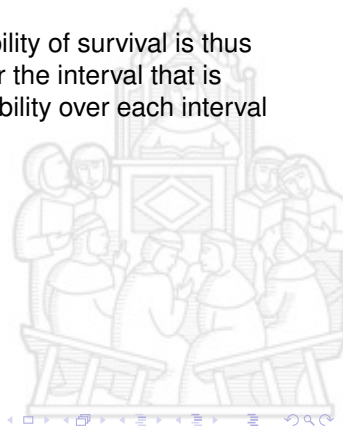 bility of survival is thus
r the interval that is
bility over each interval